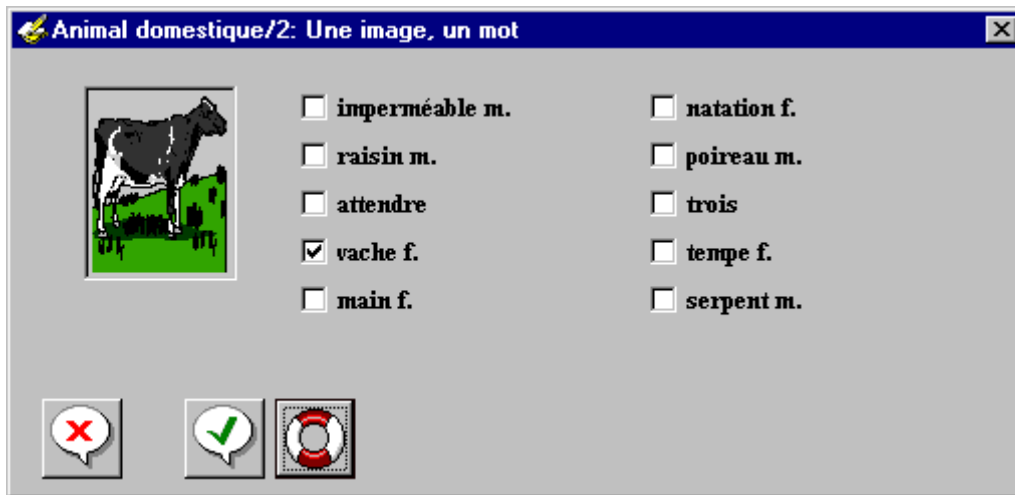 Animal domestique/2: Une image, un mot
imperméable m.
raisin m.
attendre
vache f.
main f.
natation f.
poireau m.
trois
tempe f.
serpent m.